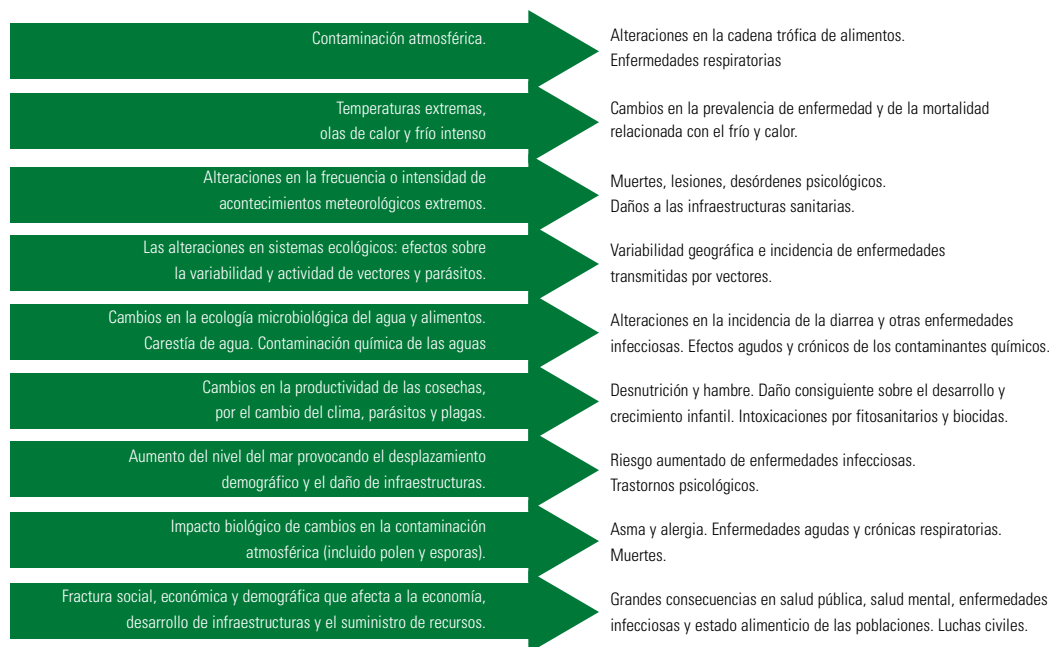 Contaminación atmosférica.
Alteraciones en la cadena trófica de alimentos.
Enfermedades respiratorias
Temperaturas extremas,
olas de calor y frío intenso
Cambios en la prevalencia de enfermedad y de la mortalidad
relacionada con el frío y calor.
Alteraciones en la frecuencia o intensidad de
acontecimientos meteorológicos extremos.
Muertes, lesiones, desórdenes psicológicos.
Daños a las infraestructuras sanitarias.
Las alteraciones en sistemas ecológicos: efectos sobre
la variabilidad y actividad de vectores y parásitos.
Variabilidad geográfica e incidencia de enfermedades
transmitidas por vectores.
Cambios en la ecología microbiológica del agua y alimentos.
Carestía de agua. Contaminación química de las aguas
Alteraciones en la incidencia de la diarrea y otras enfermedades
infecciosas. Efectos agudos y crónicos de los contaminantes químicos.
Cambios en la productividad de las cosechas,
por el cambio del clima, parásitos y plagas.
Desnutrición y hambre. Daño consiguiente sobre el desarrollo y
crecimiento infantil. Intoxicaciones por fitosanitarios y biocidas.
Aumento del nivel del mar provocando el desplazamiento
demográfico y el daño de infraestructuras.
Riesgo aumentado de enfermedades infecciosas.
Trastornos psicológicos.
Impacto biológico de cambios en la contaminación
atmosférica (incluido polen y esporas).
Asma y alergia. Enfermedades agudas y crónicas respiratorias.
Muertes.
Fractura social, económica y demográfica que afecta a la economía,
desarrollo de infraestructuras y el suministro de recursos.
Grandes consecuencias en salud pública, salud mental, enfermedades
infecciosas y estado alimenticio de las poblaciones. Luchas civiles.